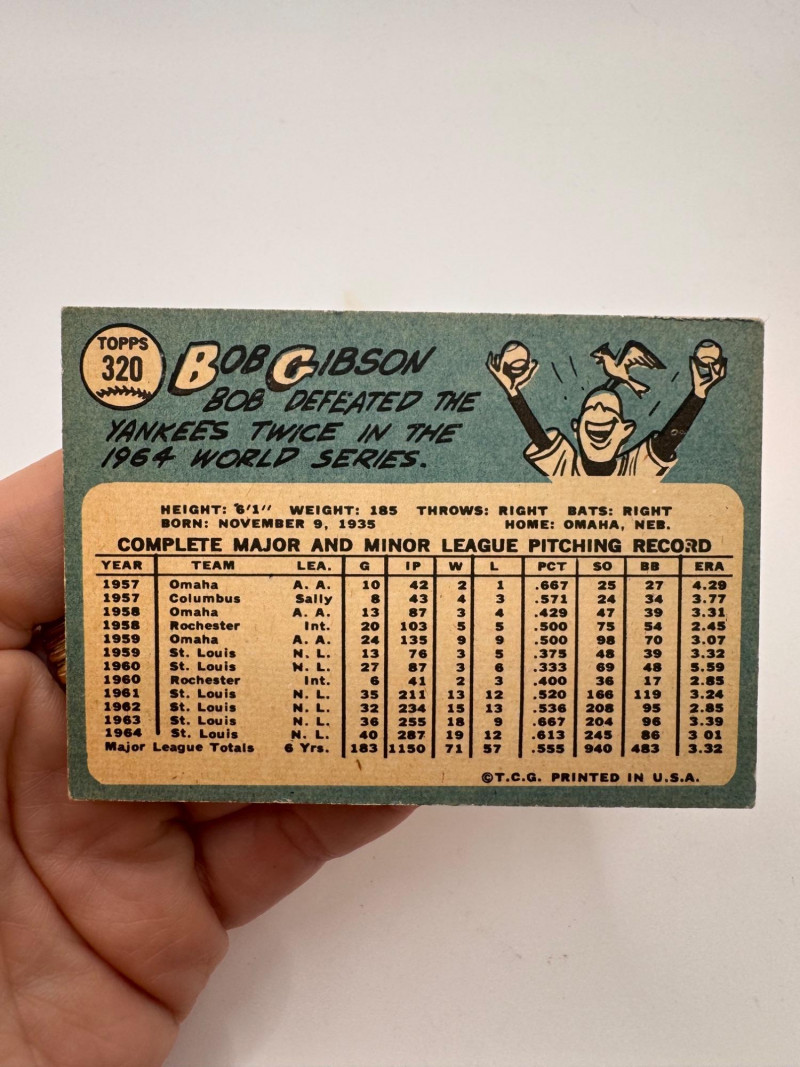 TOPPS
320
BOB GIBSON
BOB DEFEATED THE
YANKEES TWICE IN THE
1964 WORLD SERIES.
HEIGHT: 6'1" WEIGHT: 185 THROWS: RIGHT BATS: RIGHT
BORN: NOVEMBER 9, 1935 HOME: OMAHA, NEB.
COMPLETE MAJOR AND MINOR LEAGUE PITCHING RECORD
YEAR TEAM LEA. G IP W L PCT SO BB ERA
1957 Omaha A. A. 10 42 2 1 .667 25 27 4.29
1957 Columbus Sally 8 43 4 3 .571 24 34 3.77
1958 Omaha A. A. 13 87 3 4 .429 47 39 3.31
1958 Rochester Int. 20 103 5 5 .500 75 54 2.45
1959 Omaha A. A. 24 135 9 9 .500 98 70 3.07
1959 St. Louis N. L. 13 76 3 5 .375 48 39 3.32
1960 St. Louis N. L. 27 87 3 6 .333 69 48 5.59
1960 Rochester Int. 6 41 2 3 .400 36 17 2.85
1961 St. Louis N. L. 35 211 13 12 .520 166 119 3.24
1962 St. Louis N. L. 32 234 15 13 .536 208 95 2.85
1963 St. Louis N. L. 36 255 18 9 .667 204 96 3.39
1964 St. Louis N. L. 40 287 19 12 .613 245 86 3 01
Major League Totals 6 Yrs. 183 1150 71 57 .555 940 483 3.32
©T.C.G. PRINTED IN U.S.A.